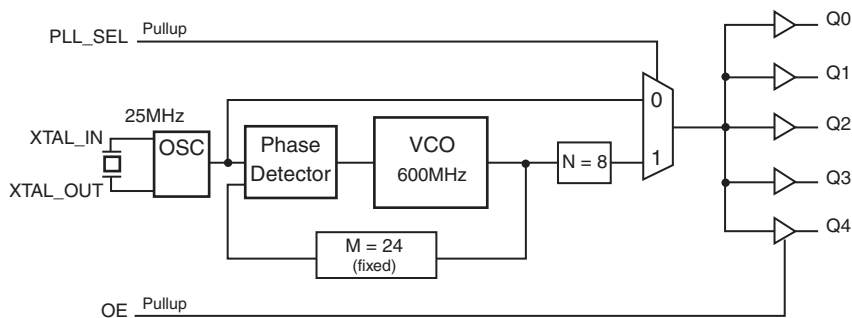 PLL_SEL Pullup
XTAL_IN
XTAL_OUT
25MHz
OSC
Phase
Detector
VCO
600MHz
N = 8
M = 24
(fixed)
0
1
Q0
Q1
Q2
Q3
Q4
OE Pullup